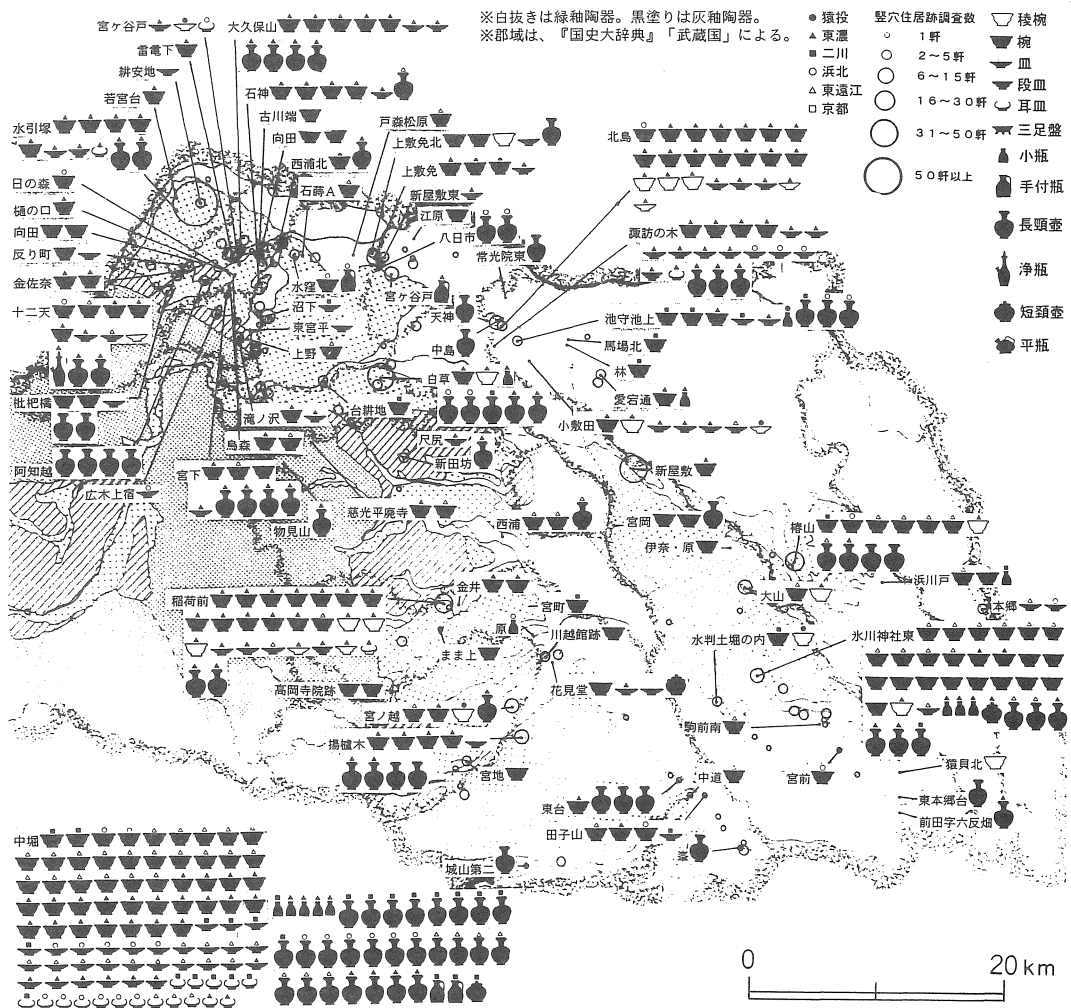 ※白抜きは緑釉陶器。黒塗りは灰釉陶器。
※郡域は、『国史大辞典』「武蔵国」による。
猿投
東濃
二川
浜北
東遠江
京都
竪穴住居跡調査数
1軒
2～5軒
6～15軒
16～30軒
31～50軒
50軒以上
稜椀
椀
皿
段皿
耳皿
三足盤
小瓶
手付瓶
長頸壺
浄瓶
短頸壺
平瓶
宮ヶ谷戸
大久保山
雷電下
耕安地
若宮台
石神
古川端
向田
西浦北
石蒔A
水引塚
日の森
樋の口
向田
反り町
金佐奈
十二天
枇杷橋
阿知越
広木上宿
戸森松原
上敷免北
上敷免
新屋敷東
江原
八日市
常光院東
水窪
宮ヶ谷戸
沼下
東宮平
上野
天神
中島
白草
北島
諏訪の木
池守池上
馬場北
林
愛宕通
小敷田
滝ノ沢
台耕地
烏森
尺尻
新田坊
新屋敷
宮下
物見山
慈光平廃寺
西浦
宮岡
伊奈・原
椿山
浜川戸
本郷
大山
稲荷前
金井
宮町
原
まま上
川越館跡
花見堂
高岡寺院跡
水判土堀の内
氷川神社東
宮ノ越
揚櫨木
宮地
駒前南
宮前
猿貝北
東本郷台
前田字六反畑
中道
東台
田子山
城山第二
中堀
0
20km